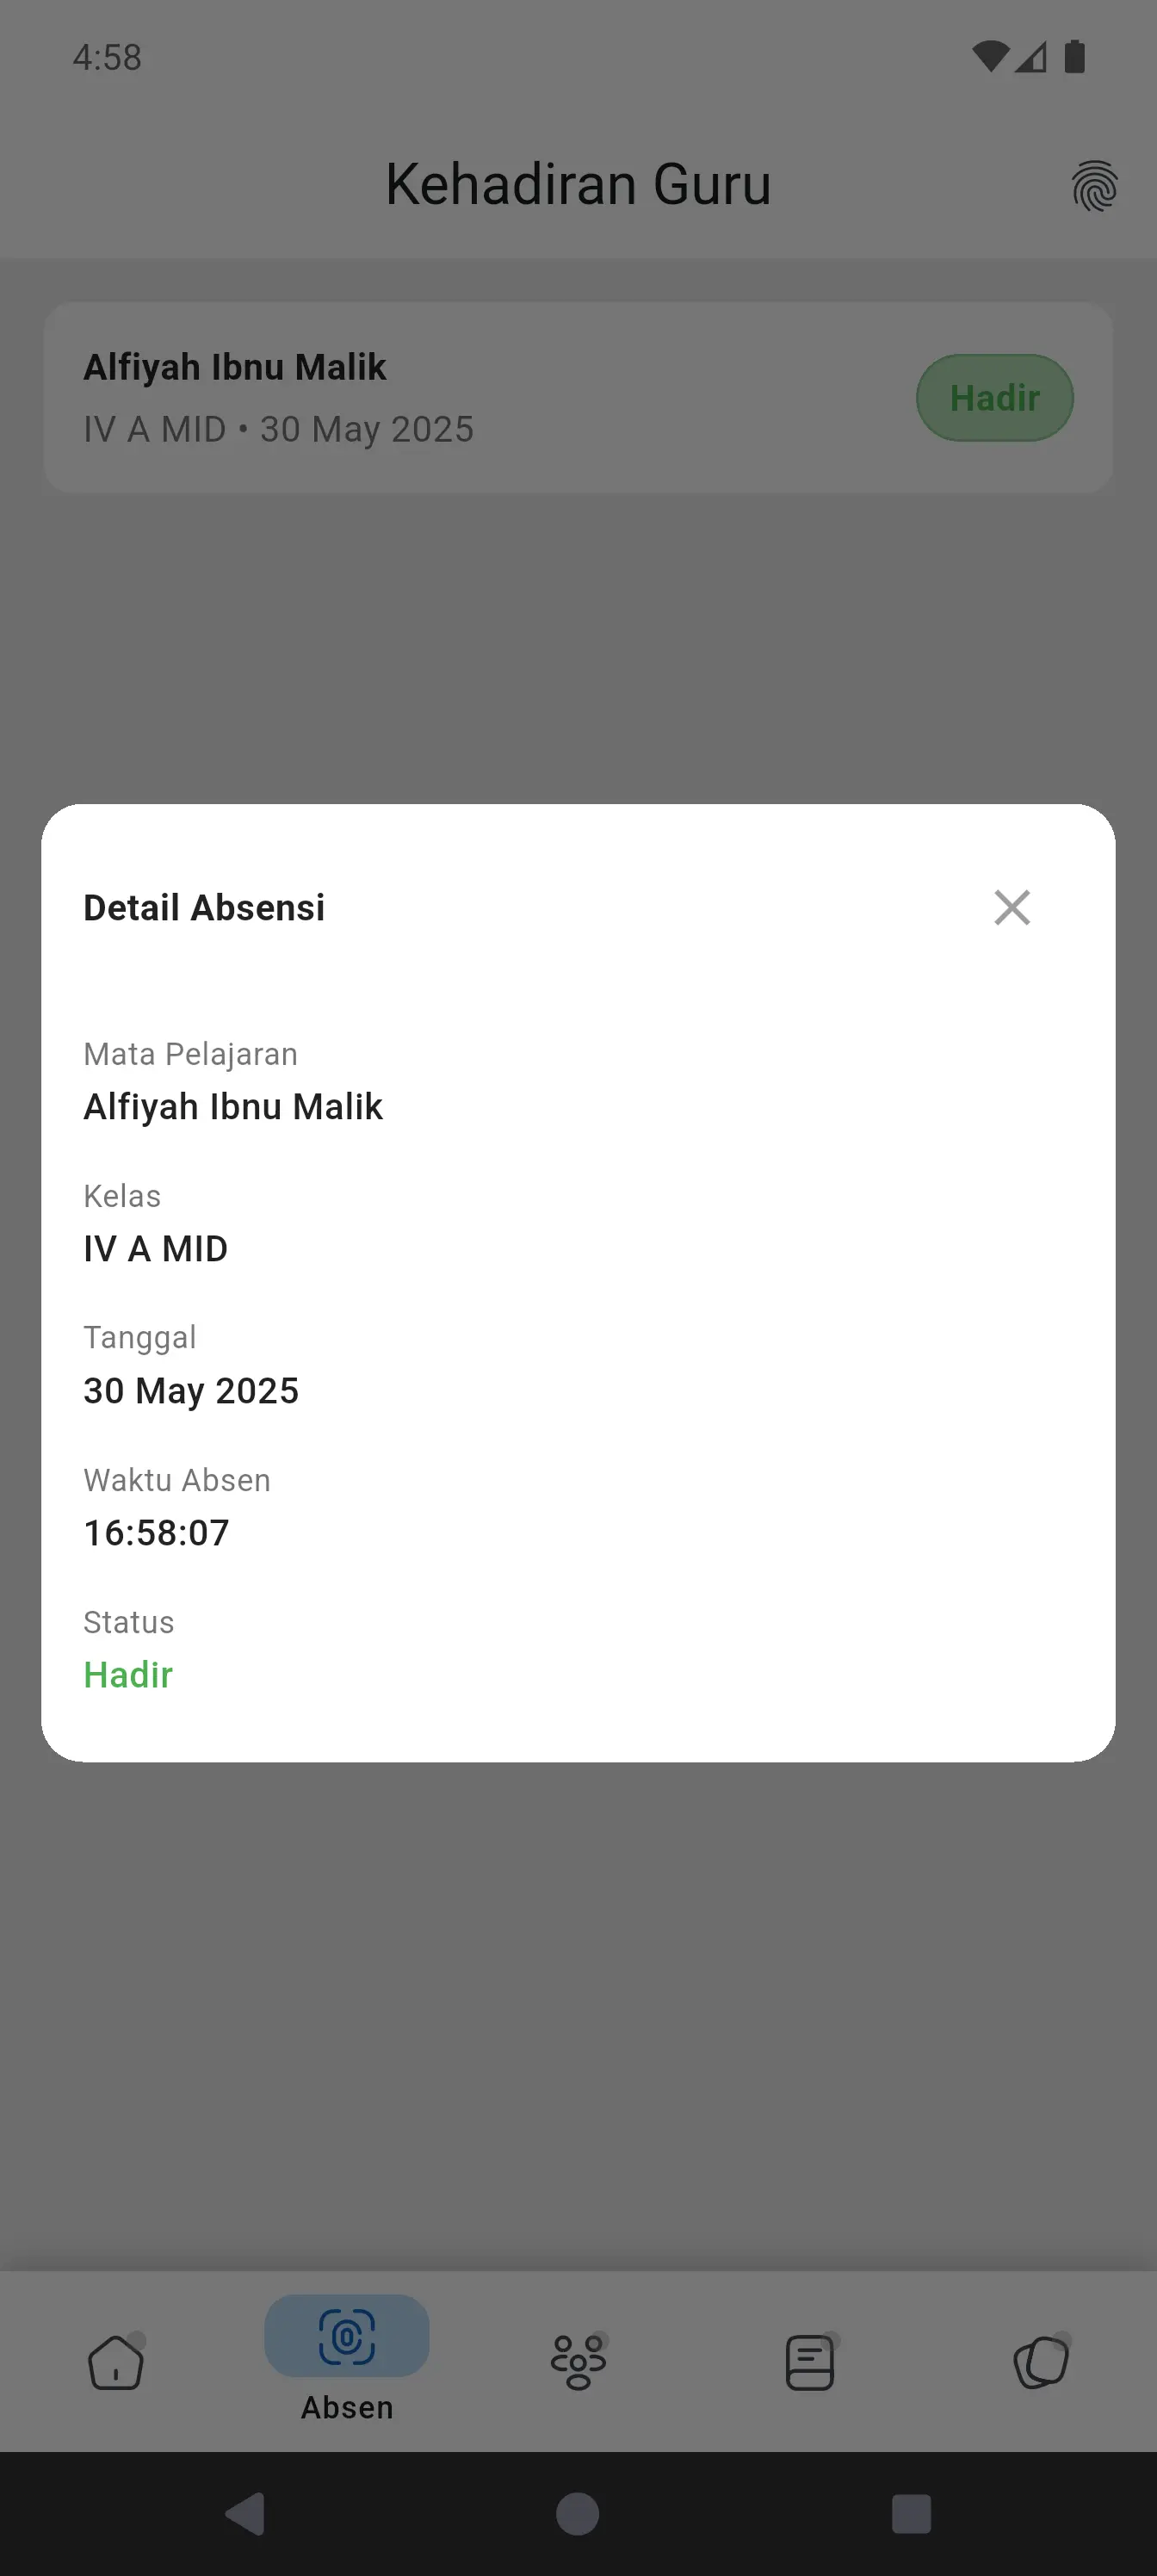 4:58
Kehadiran Guru
Alfiyah Ibnu Malik
Hadir
IV A MID • 30 May 2025
Detail Absensi
Mata Pelajaran
Alfiyah Ibnu Malik
Kelas
IV A MID
Tanggal
30 May 2025
Waktu Absen
16:58:07
Status
Hadir
Absen